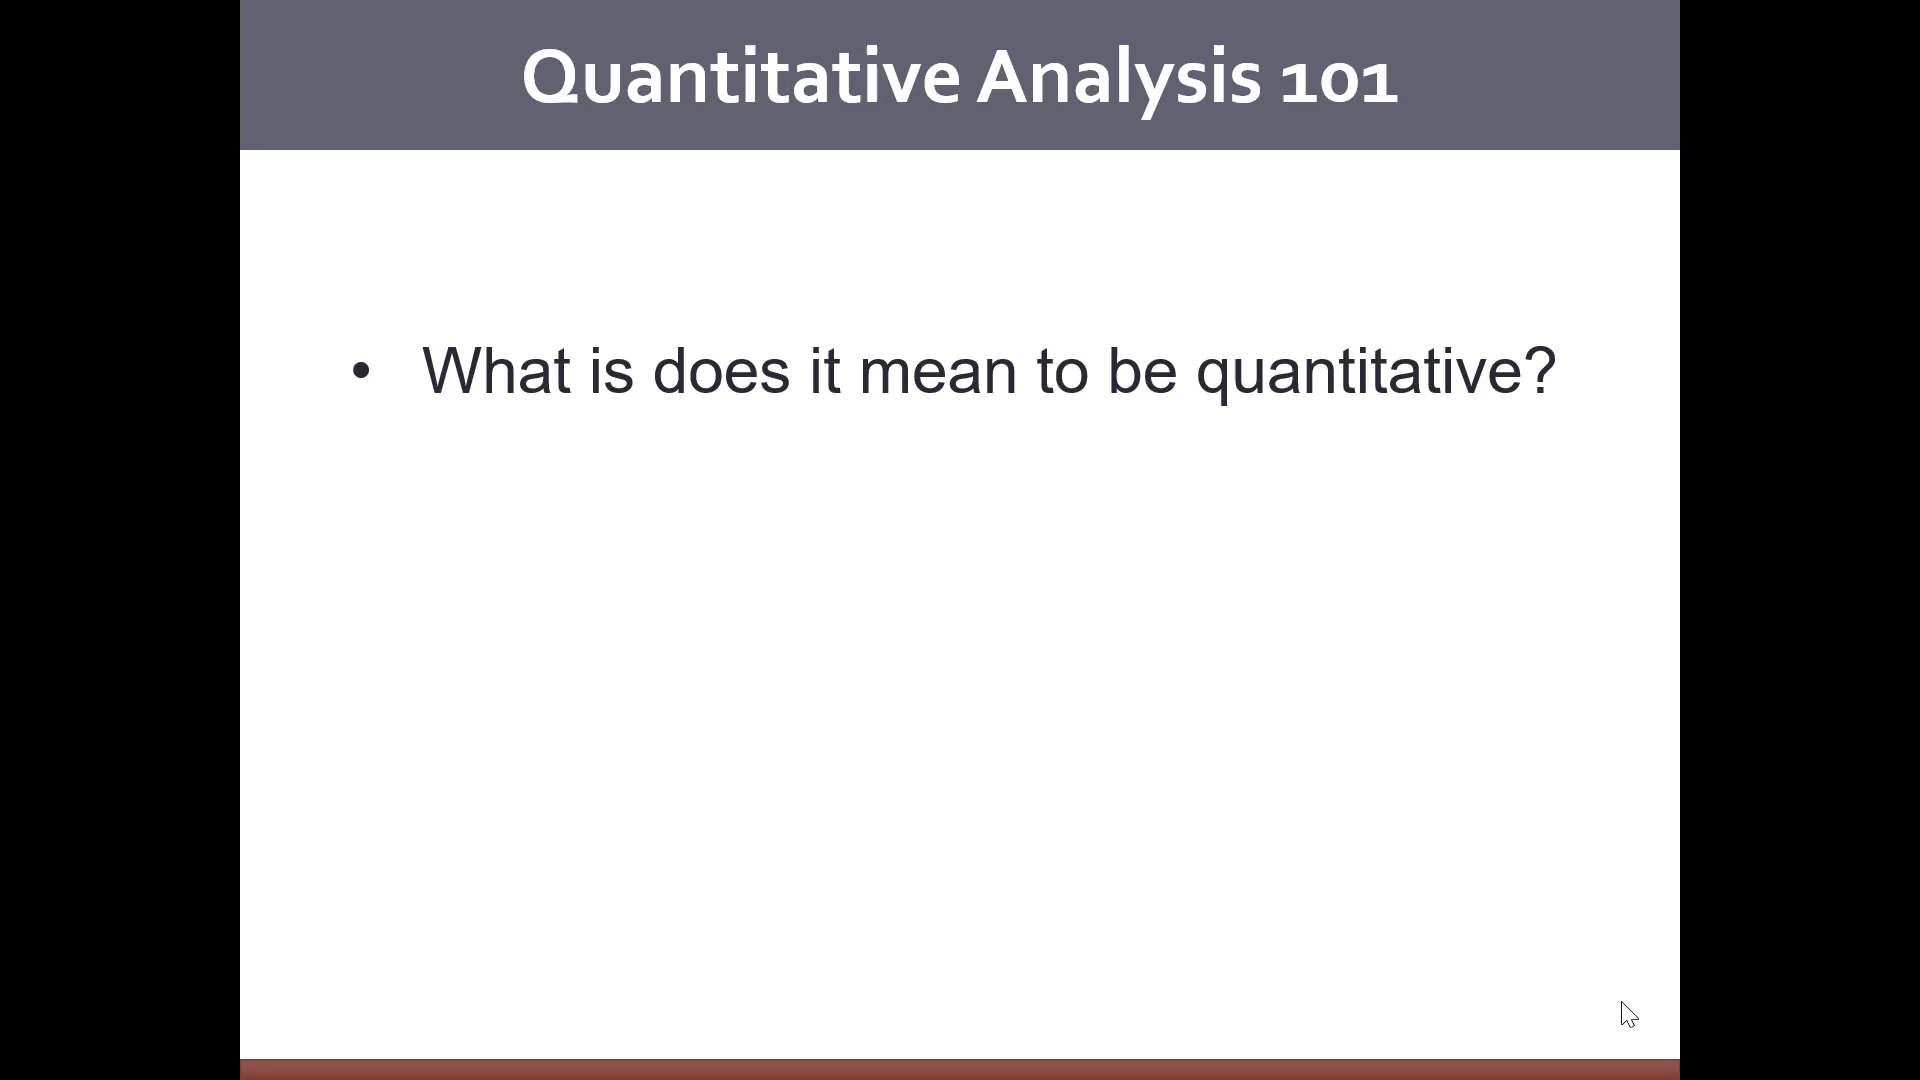 Quantitative Analysis 101
• What is does it mean to be quantitative?